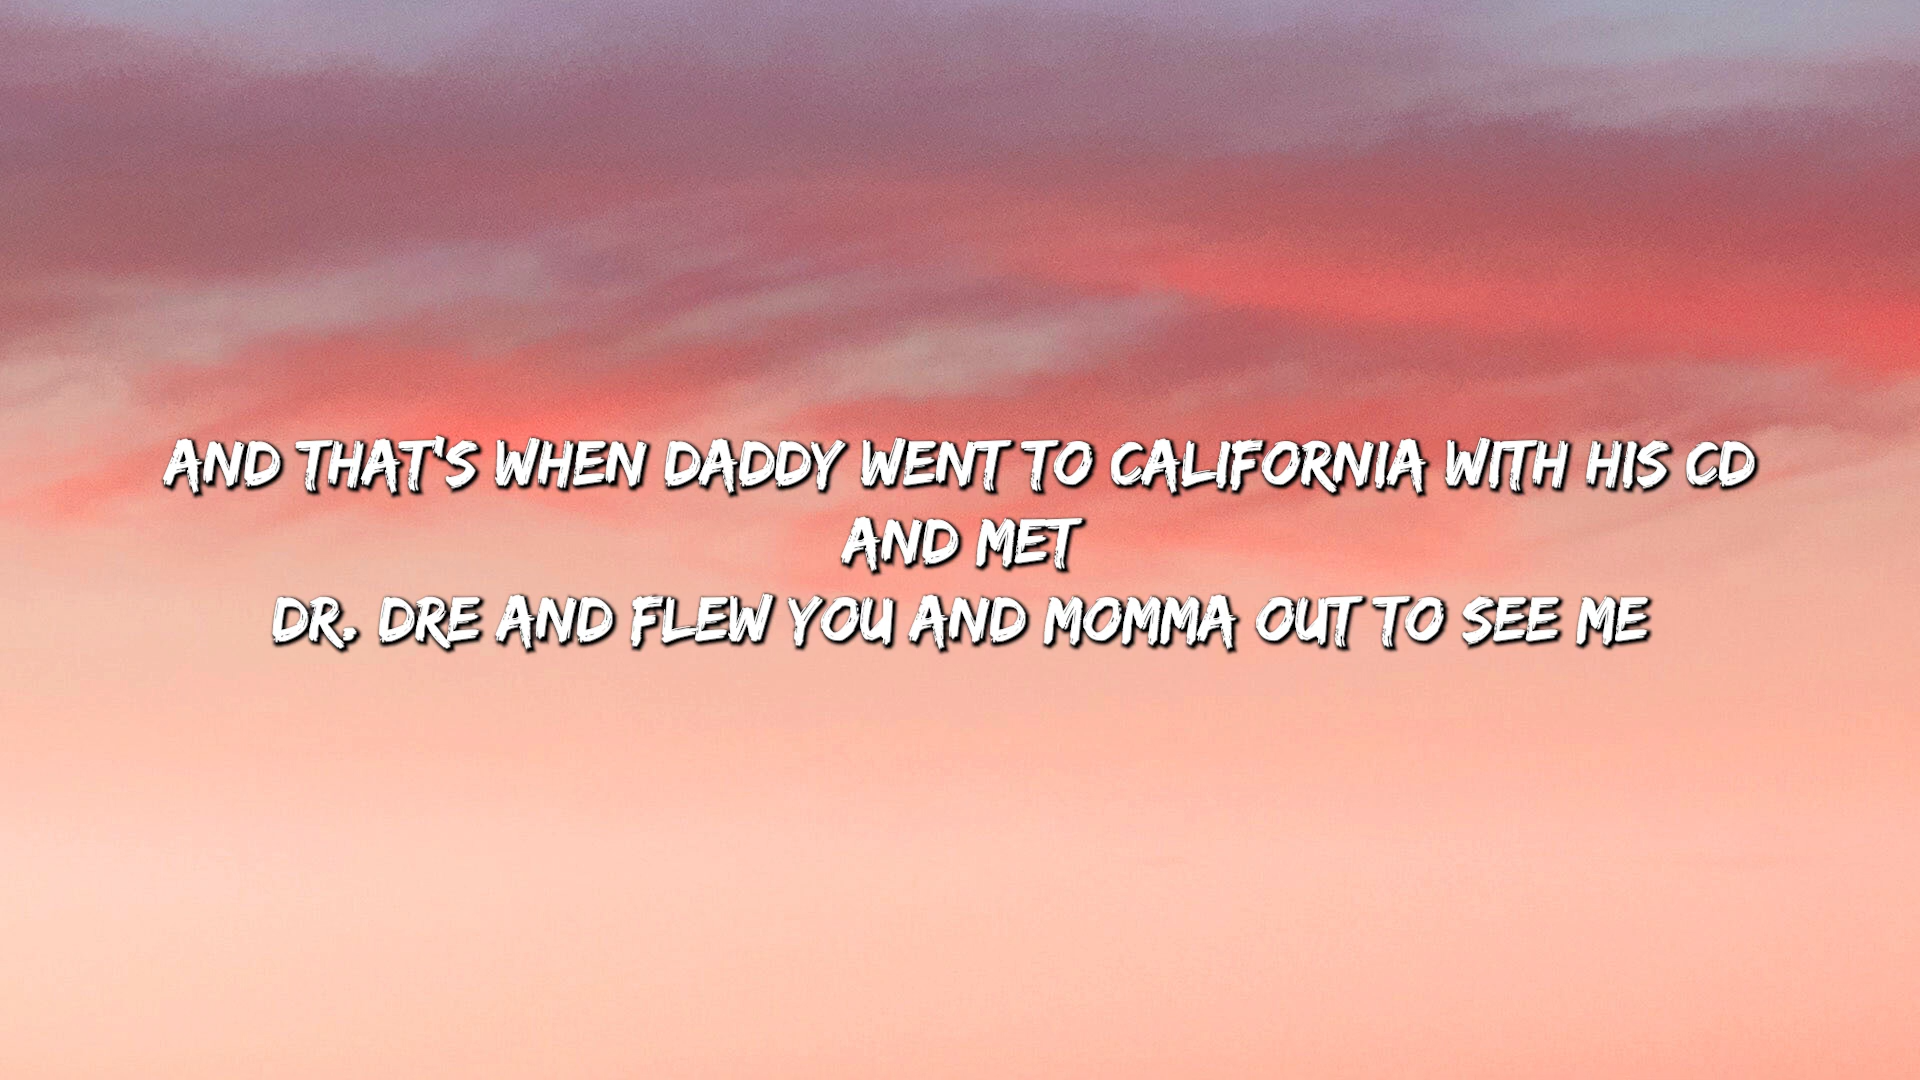 AND THAT'S WHEN DADDY WENT TO CALIFORNIA WITH HIS CD
AND MET
DR. DRE AND FLEW YOU AND MOMMA OUT TO SEE ME